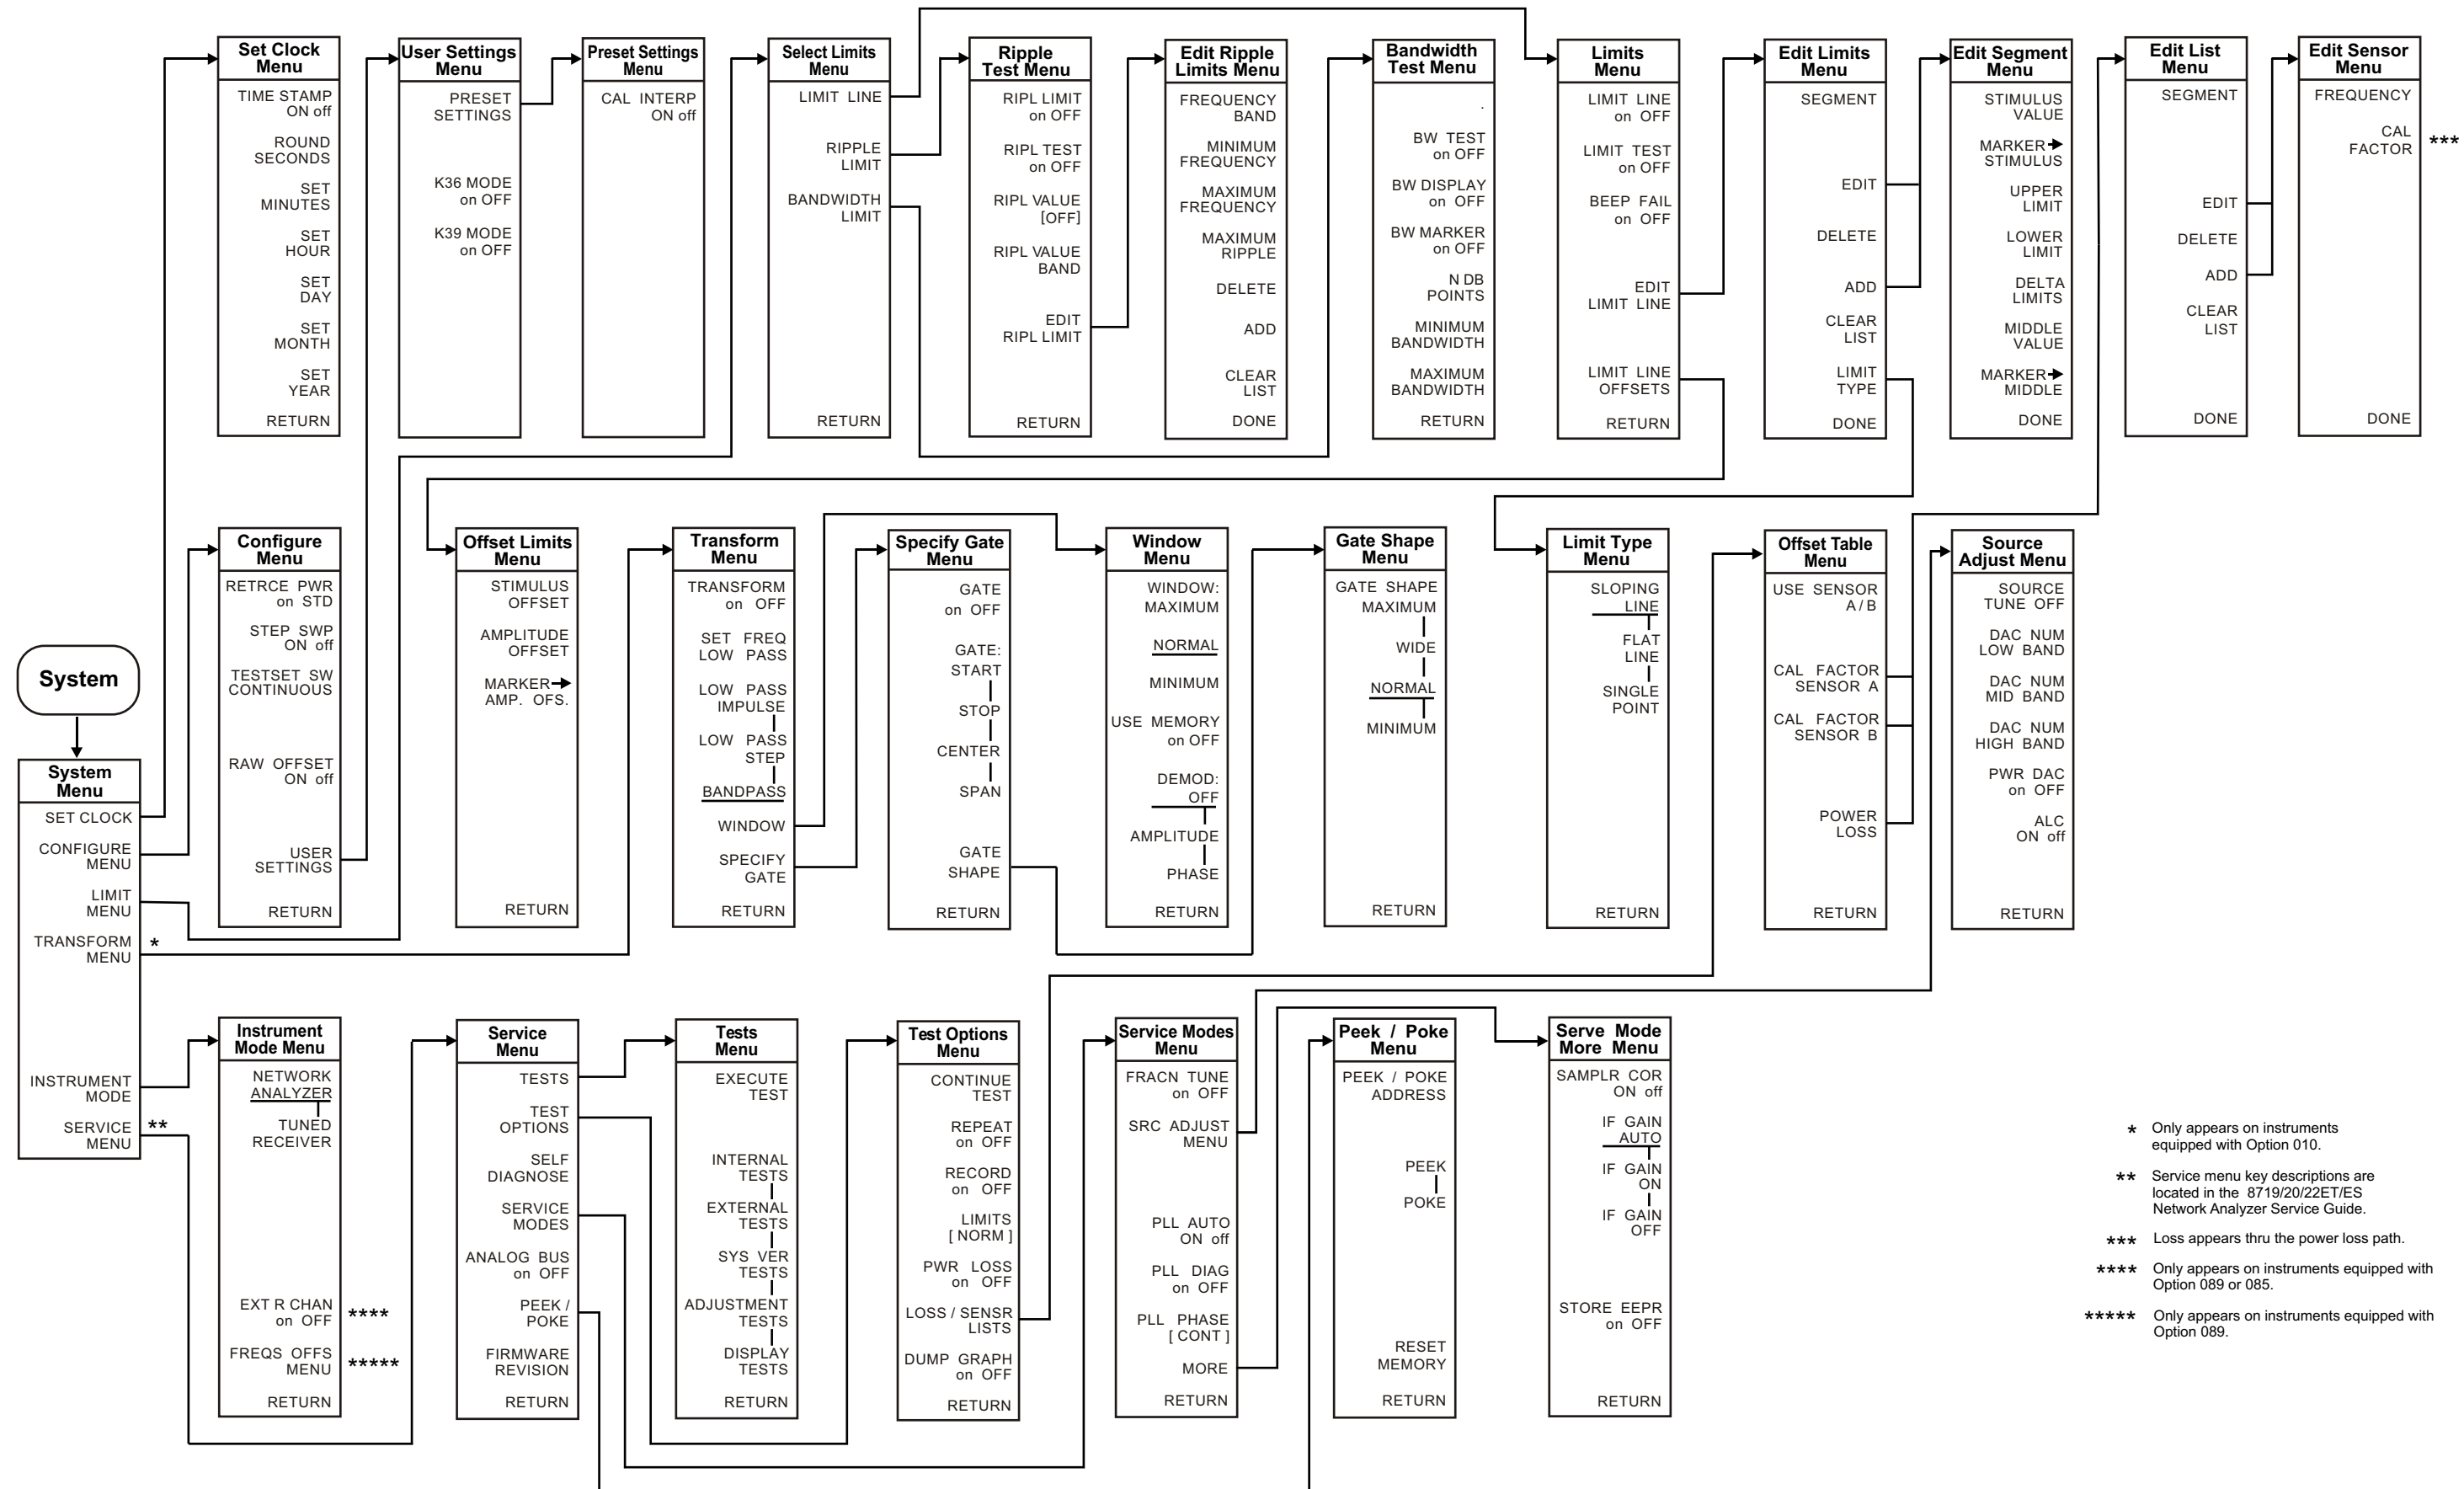 Set Clock
Menu
TIME STAMP
ON off
ROUND
SECONDS
SET
MINUTES
SET
HOUR
SET
DAY
SET
MONTH
SET
YEAR
RETURN
User Settings
Menu
PRESET
SETTINGS
K36 MODE
on OFF
K39 MODE
on OFF
Preset Settings
Menu
CAL INTERP
ON off
Select Limits
Menu
LIMIT LINE
RIPPLE
LIMIT
BANDWIDTH
LIMIT
RETURN
Ripple
Test Menu
RIPL LIMIT
on OFF
RIPL TEST
on OFF
RIPL VALUE
[OFF]
RIPL VALUE
BAND
EDIT
RIPL LIMIT
RETURN
Edit Ripple
Limits Menu
FREQUENCY
BAND
MINIMUM
FREQUENCY
MAXIMUM
FREQUENCY
MAXIMUM
RIPPLE
DELETE
ADD
CLEAR
LIST
DONE
Bandwidth
Test Menu
.
BW TEST
on OFF
BW DISPLAY
on OFF
BW MARKER
on OFF
N DB
POINTS
MINIMUM
BANDWIDTH
MAXIMUM
BANDWIDTH
RETURN
Limits
Menu
LIMIT LINE
on OFF
LIMIT TEST
on OFF
BEEP FAIL
on OFF
EDIT
LIMIT LINE
LIMIT LINE
OFFSETS
RETURN
Edit Limits
Menu
SEGMENT
EDIT
DELETE
ADD
CLEAR
LIST
LIMIT
TYPE
DONE
Edit Segment
Menu
STIMULUS
VALUE
MARKER→
STIMULUS
UPPER
LIMIT
LOWER
LIMIT
DELTA
LIMITS
MIDDLE
VALUE
MARKER→
MIDDLE
DONE
Edit List
Menu
SEGMENT
EDIT
DELETE
ADD
CLEAR
LIST
DONE
Edit Sensor
Menu
FREQUENCY
CAL
FACTOR ***
DONE
System
System
Menu
SET CLOCK
CONFIGURE
MENU
LIMIT
MENU
TRANSFORM *
MENU
INSTRUMENT
MODE
SERVICE **
MENU
Configure
Menu
RETRCE PWR
on STD
STEP SWP
ON off
TESTSET SW
CONTINUOUS
RAW OFFSET
ON off
USER
SETTINGS
RETURN
Offset Limits
Menu
STIMULUS
OFFSET
AMPLITUDE
OFFSET
MARKER→
AMP. OFS.
RETURN
Transform
Menu
TRANSFORM
on OFF
SET FREQ
LOW PASS
LOW PASS
IMPULSE
LOW PASS
STEP
BANDPASS
WINDOW
SPECIFY
GATE
RETURN
Specify Gate
Menu
GATE
on OFF
GATE:
START
STOP
CENTER
SPAN
GATE
SHAPE
RETURN
Window
Menu
WINDOW:
MAXIMUM
NORMAL
MINIMUM
USE MEMORY
on OFF
DEMOD:
OFF
AMPLITUDE
PHASE
RETURN
Gate Shape
Menu
GATE SHAPE
MAXIMUM
WIDE
NORMAL
MINIMUM
RETURN
Limit Type
Menu
SLOPING
LINE
FLAT
LINE
SINGLE
POINT
RETURN
Offset Table
Menu
USE SENSOR
A / B
CAL FACTOR
SENSOR A
CAL FACTOR
SENSOR B
POWER
LOSS
RETURN
Source
Adjust Menu
SOURCE
TUNE OFF
DAC NUM
LOW BAND
DAC NUM
MID BAND
DAC NUM
HIGH BAND
PWR DAC
on OFF
ALC
ON off
RETURN
Instrument
Mode Menu
NETWORK
ANALYZER
TUNED
RECEIVER
EXT R CHAN
on OFF ****
FREQS OFFS
MENU *****
RETURN
Service
Menu
TESTS
TEST
OPTIONS
SELF
DIAGNOSE
SERVICE
MODES
ANALOG BUS
on OFF
PEEK /
POKE
FIRMWARE
REVISION
RETURN
Tests
Menu
EXECUTE
TEST
INTERNAL
TESTS
EXTERNAL
TESTS
SYS VER
TESTS
ADJUSTMENT
TESTS
DISPLAY
TESTS
RETURN
Test Options
Menu
CONTINUE
TEST
REPEAT
on OFF
RECORD
on OFF
LIMITS
[ NORM ]
PWR LOSS
on OFF
LOSS / SENSR
LISTS
DUMP GRAPH
on OFF
RETURN
Service Modes
Menu
FRACN TUNE
on OFF
SRC ADJUST
MENU
PLL AUTO
ON off
PLL DIAG
on OFF
PLL PHASE
[ CONT ]
MORE
RETURN
Peek / Poke
Menu
PEEK / POKE
ADDRESS
PEEK
POKE
RESET
MEMORY
RETURN
Serve Mode
More Menu
SAMPLR COR
ON off
IF GAIN
AUTO
IF GAIN
ON
IF GAIN
OFF
STORE EEPR
on OFF
RETURN
* Only appears on instruments
equipped with Option 010.
** Service menu key descriptions are
located in the 8719/20/22ET/ES
Network Analyzer Service Guide.
*** Loss appears thru the power loss path.
**** Only appears on instruments equipped with
Option 089 or 085.
***** Only appears on instruments equipped with
Option 089.